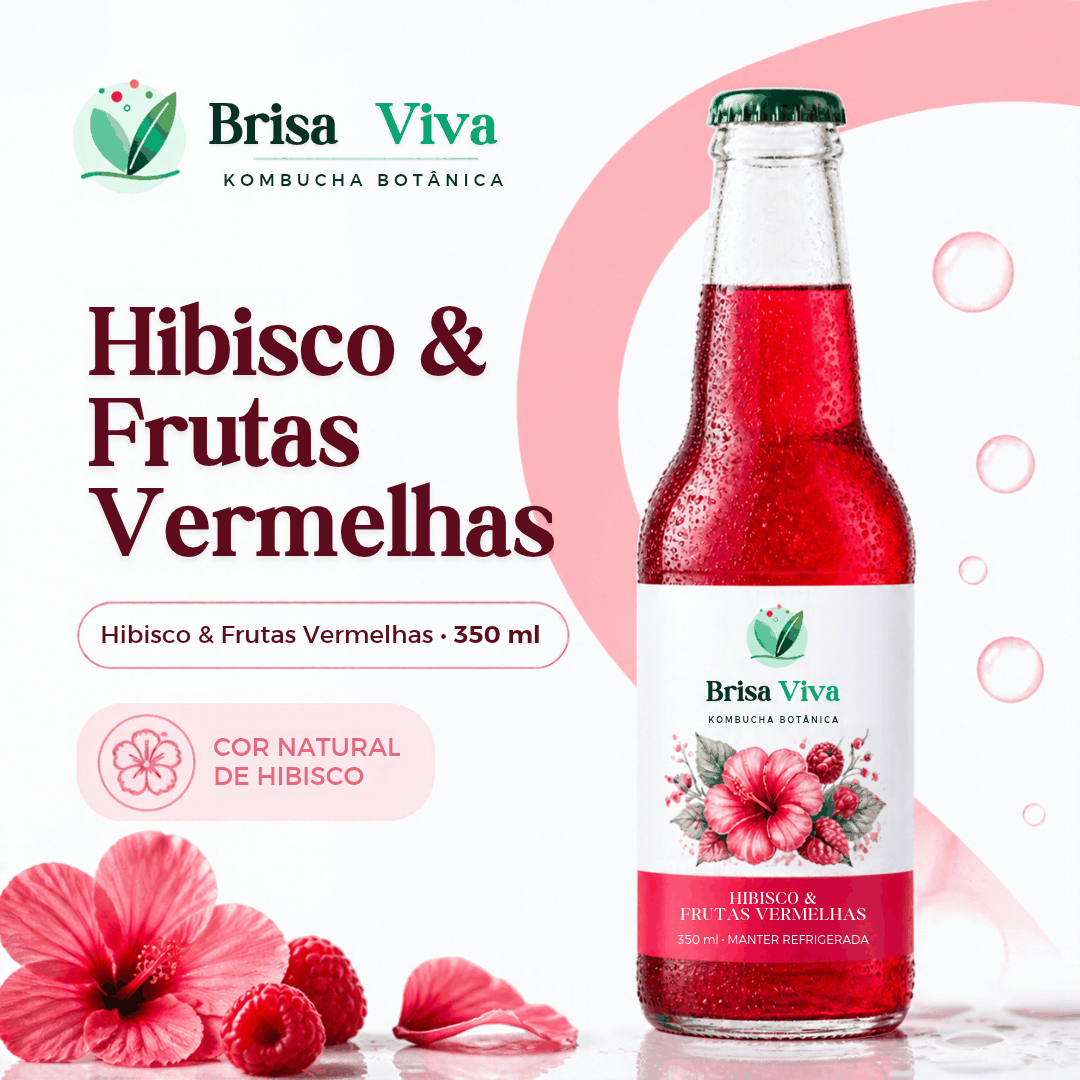 Brisa Viva
KOMBUCHA BOTÂNICA
Hibisco &
Frutas
Vermelhas
Hibisco & Frutas Vermelhas • 350 ml
COR NATURAL
DE HIBISCO
Brisa Viva
KOMBUCHA BOTÂNICA
HIBISCO &
FRUTAS VERMELHAS
350 ml • MANTER REFRIGERADA